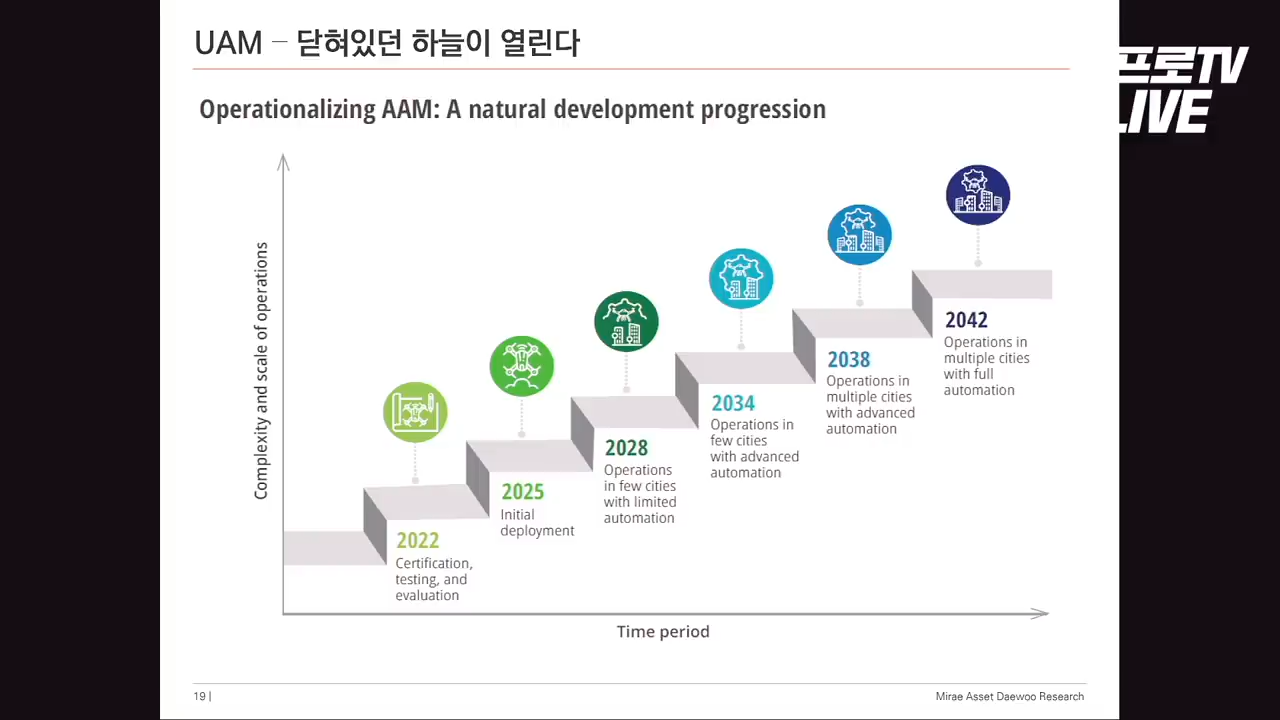 UAM – 닫혀있던 하늘이 열린다
프로TV
LIVE
Operationalizing AAM: A natural development progression
Complexity and scale of operations
2022
Certification,
testing, and
evaluation
2025
Initial
deployment
2028
Operations
in few cities
with limited
automation
2034
Operations in
few cities
with advanced
automation
2038
Operations in
multiple cities
with advanced
automation
2042
Operations in
multiple cities
with full
automation
Time period
19 |
Mirae Asset Daewoo Research